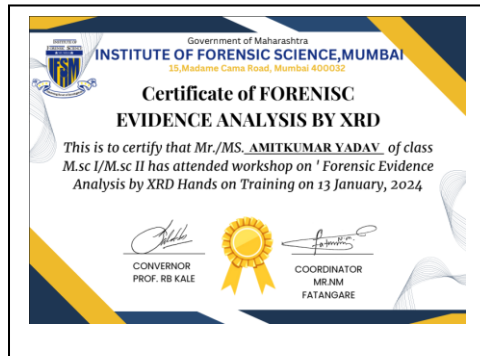 Government of Maharashtra
INSTITUTE OF FORENSIC SCIENCE,MUMBAI
15,Madame Cama Road, Mumbai 400032
IFSM
Certificate of FORENISC
EVIDENCE ANALYSIS BY XRD
This is to certify that Mr./MS. AMITKUMAR YADAV of class
M.sc I/M.sc II has attended workshop on ' Forensic Evidence
Analysis by XRD Hands on Training on 13 January, 2024
CONVERNOR
PROF. RB KALE
COORDINATOR
MR.NM
FATANGARE